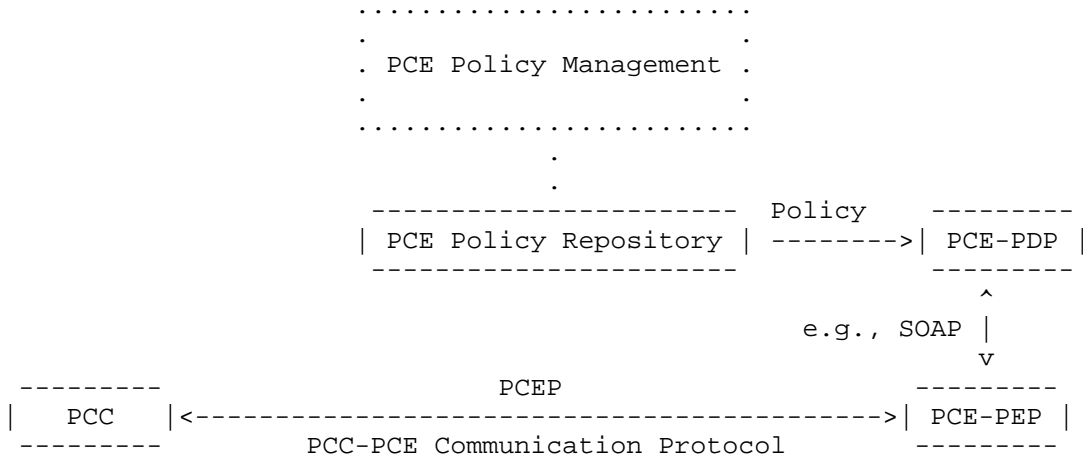 PCE Policy Management
Policy
PCE Policy Repository PCE-PDP
e.g., SOAP
PCEP
PCC PCE-PEP
PCC-PCE Communication Protocol